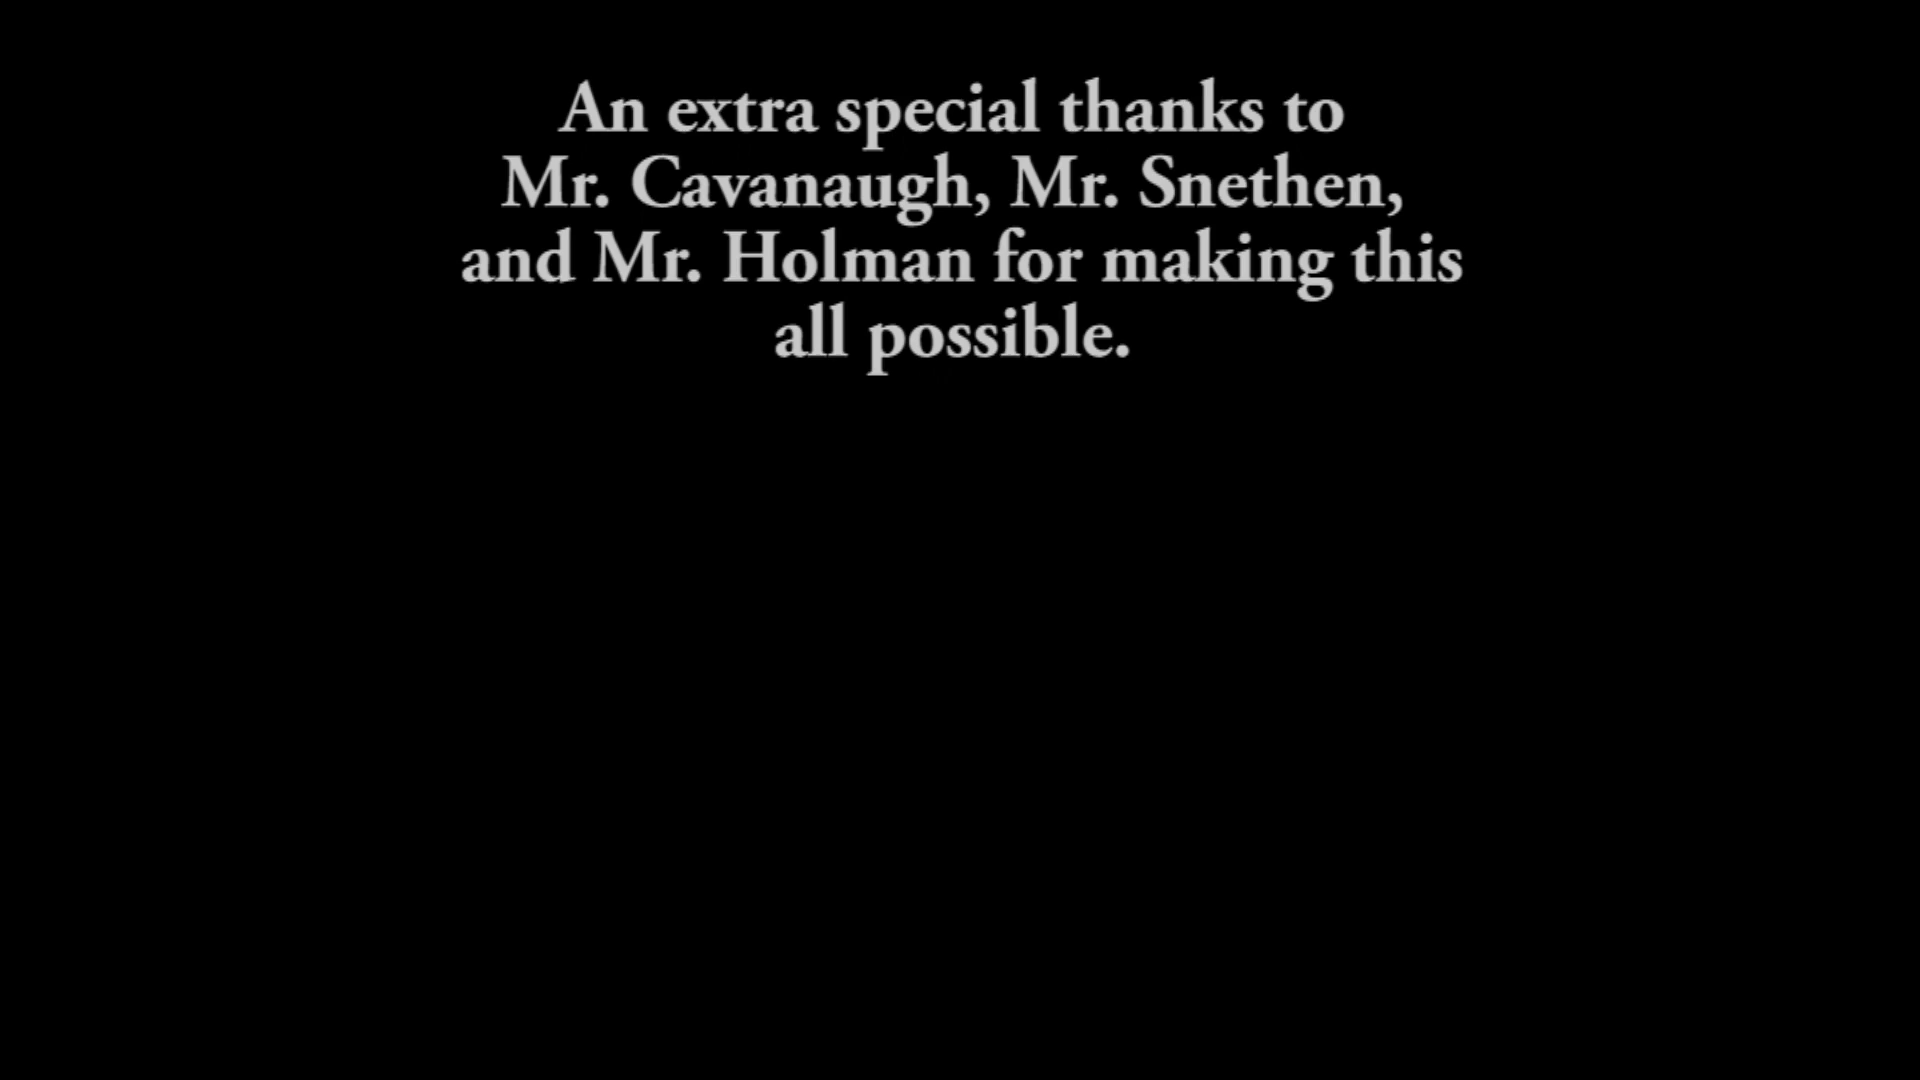 An extra special thanks to
Mr. Cavanaugh, Mr. Snethen,
and Mr. Holman for making this
all possible.